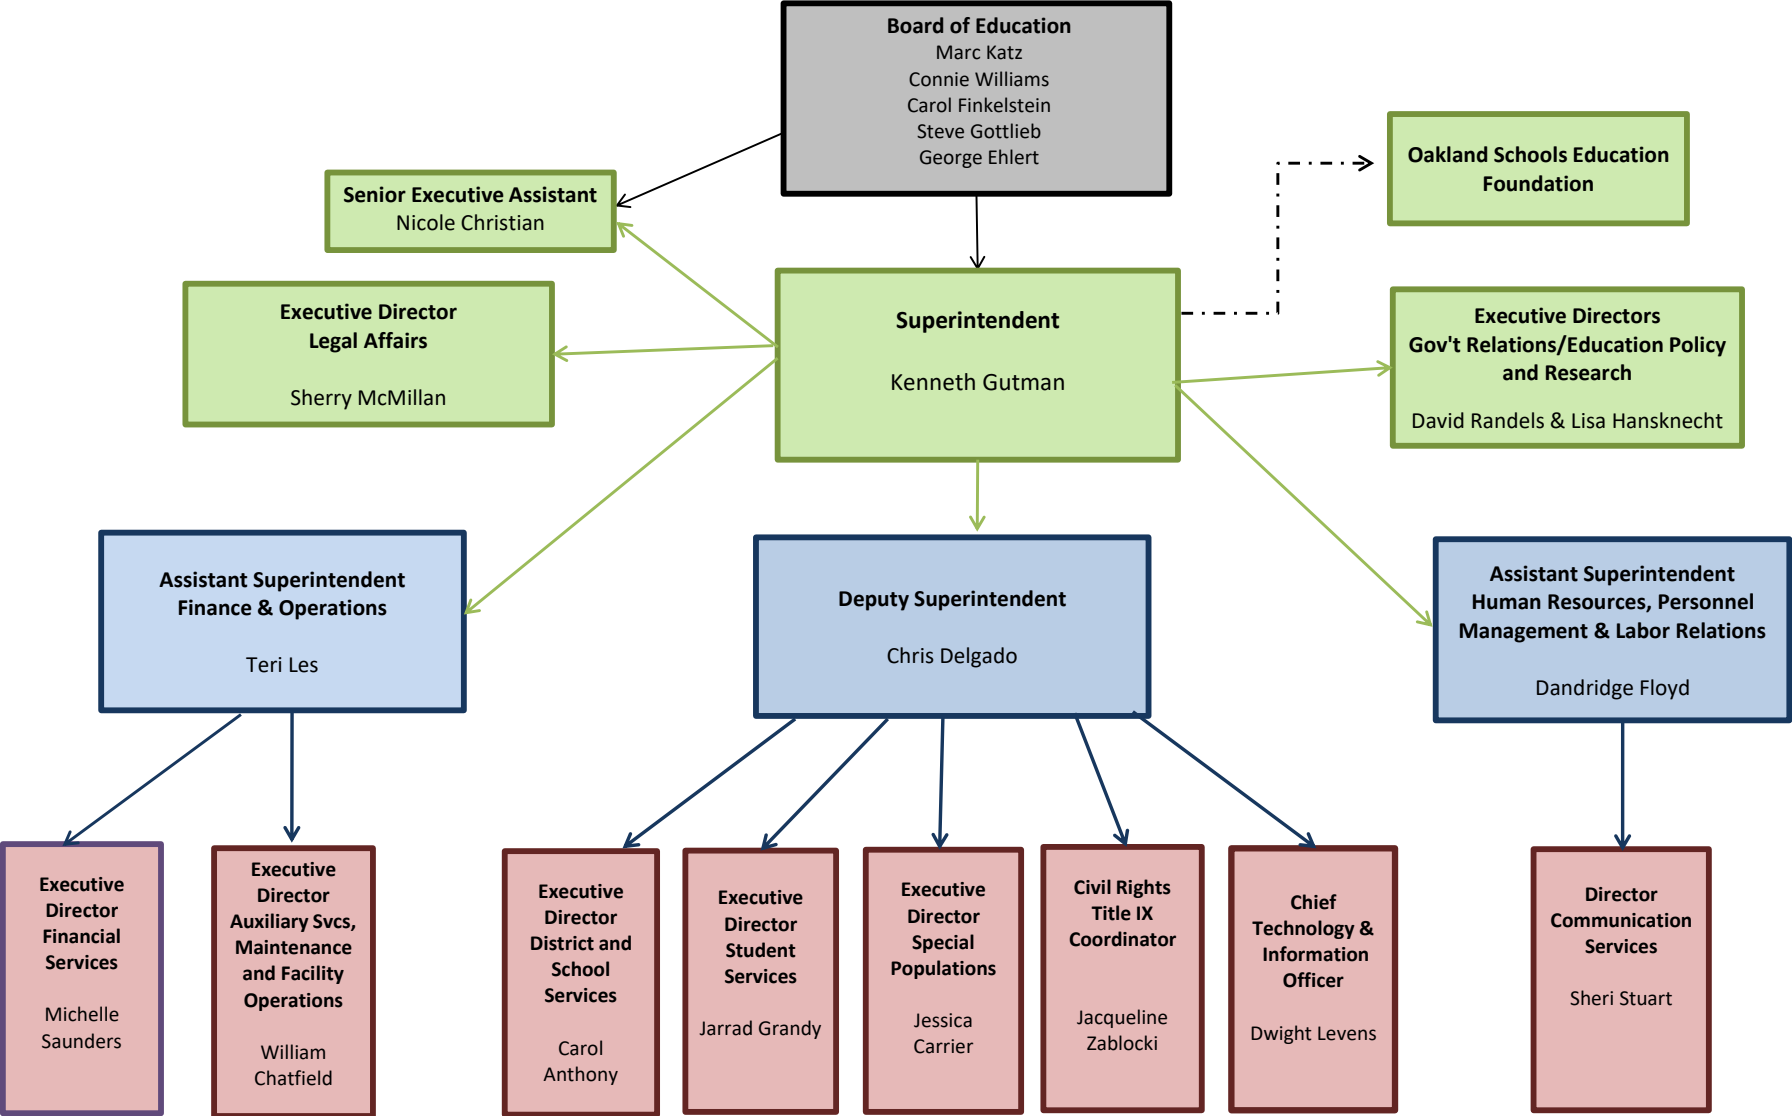 Board of Education
Marc Katz
Connie Williams
Carol Finkelstein
Steve Gottlieb
George Ehlert
Oakland Schools Education
Foundation
Senior Executive Assistant
Nicole Christian
Executive Director
Legal Affairs
Sherry McMillan
Superintendent
Kenneth Gutman
Executive Directors
Gov't Relations/Education Policy
and Research
David Randels & Lisa Hansknecht
Assistant Superintendent
Finance & Operations
Teri Les
Deputy Superintendent
Chris Delgado
Assistant Superintendent
Human Resources, Personnel
Management & Labor Relations
Dandridge Floyd
Executive
Director
Financial
Services
Michelle
Saunders
Executive
Director
Auxiliary Svcs,
Maintenance
and Facility
Operations
William
Chatfield
Executive
Director
District and
School
Services
Carol
Anthony
Executive
Director
Student
Services
Jarrad Grandy
Executive
Director
Special
Populations
Jessica
Carrier
Civil Rights
Title IX
Coordinator
Jacqueline
Zablocki
Chief
Technology &
Information
Officer
Dwight Levens
Director
Communication
Services
Sheri Stuart